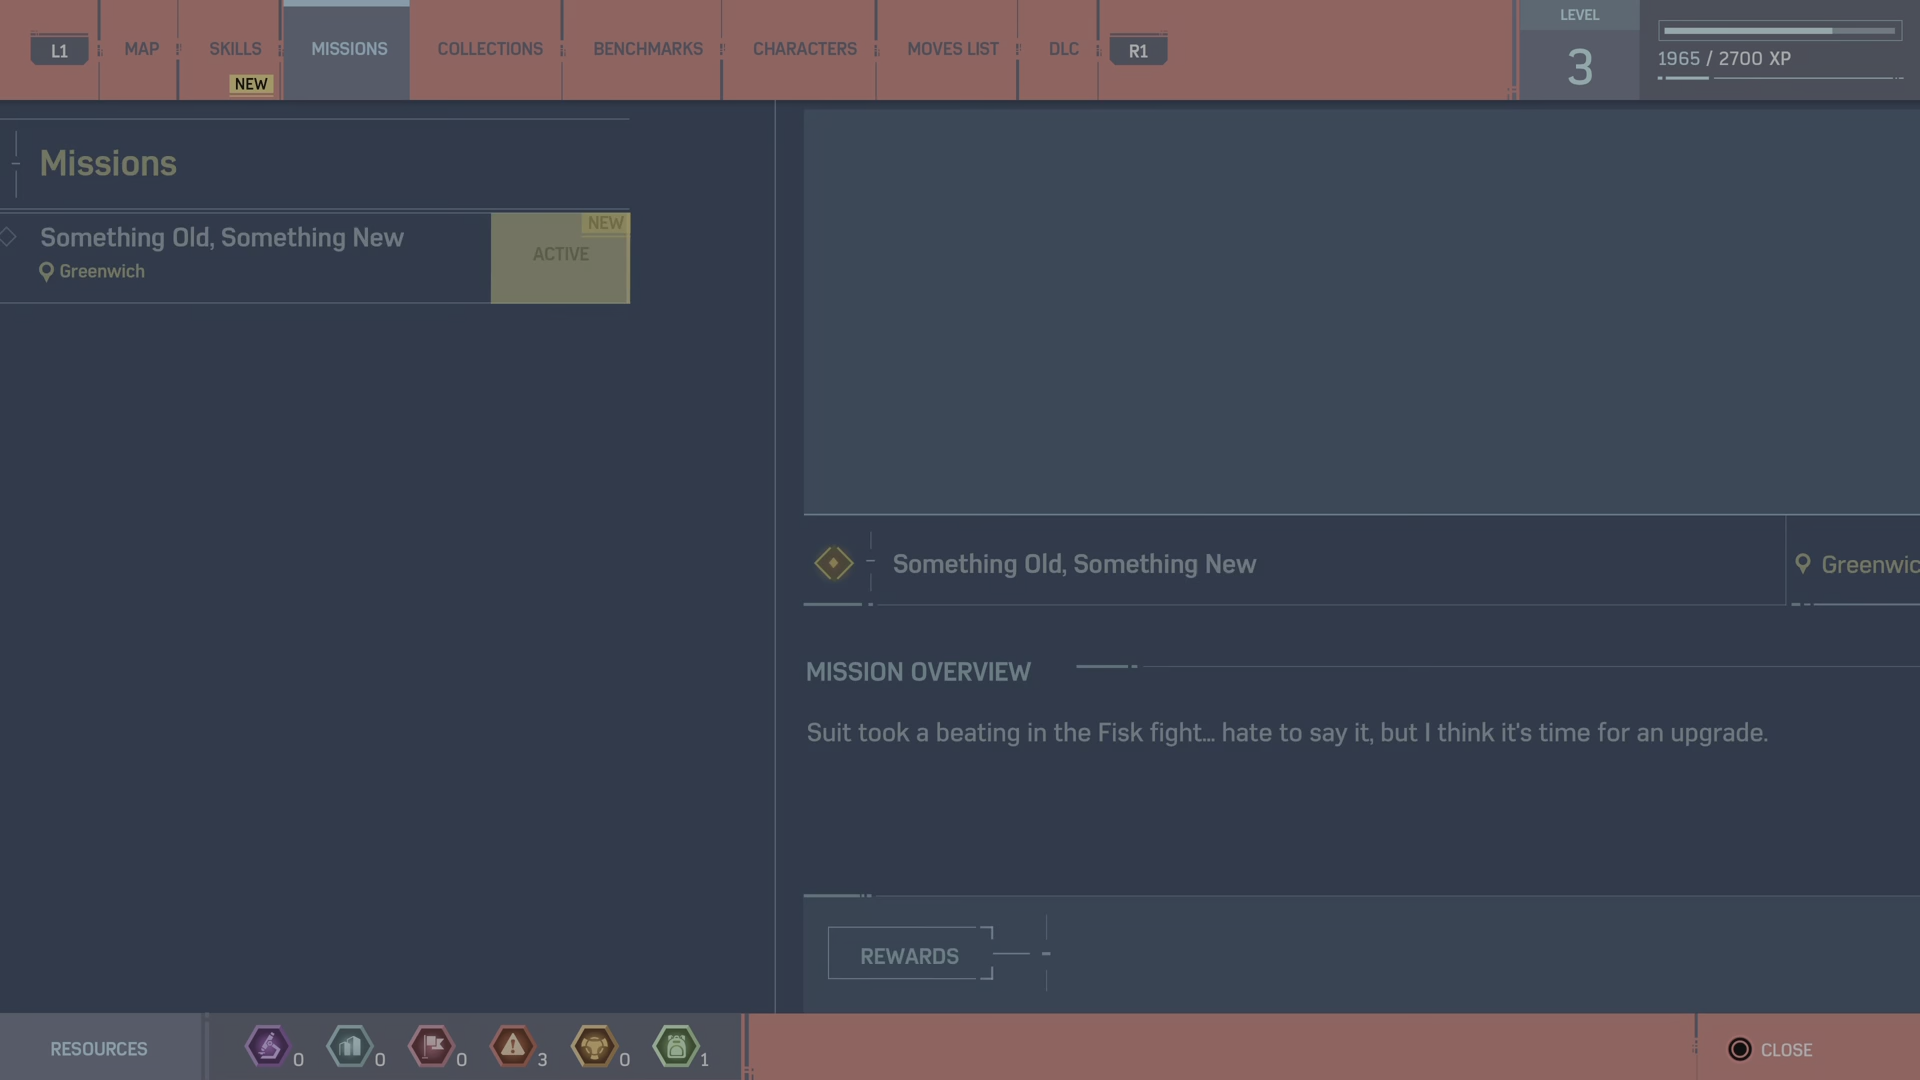 L1 MAP SKILLS MISSIONS COLLECTIONS BENCHMARKS CHARACTERS MOVES LIST DLC R1
NEW
LEVEL
3
1965 / 2700 XP
Missions
Something Old, Something New
Greenwich
NEW
ACTIVE
Something Old, Something New
Greenwic
MISSION OVERVIEW
Suit took a beating in the Fisk fight... hate to say it, but I think it's time for an upgrade.
REWARDS
RESOURCES 0 0 0 3 0 1
CLOSE